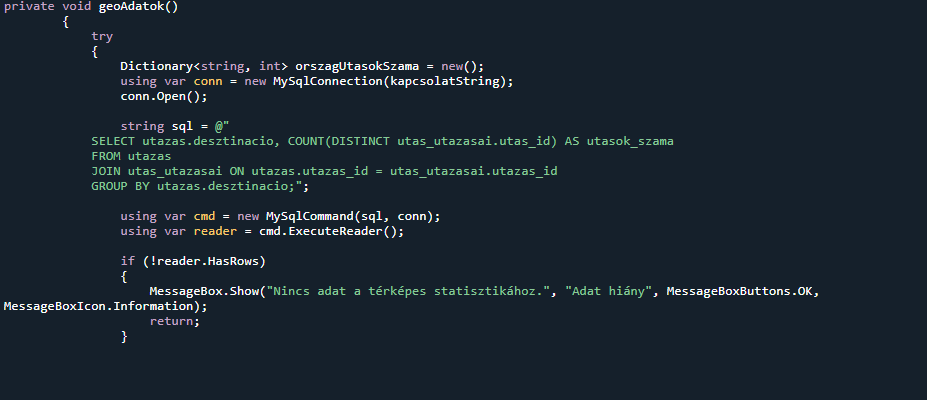 private void geoAdatok()
{
try
{
Dictionary<string, int> orszagUtasokSzama = new();
using var conn = new MySqlConnection(kapcsolatString);
conn.Open();
string sql = @"
SELECT utazas.desztinacio, COUNT(DISTINCT utas_utazasai.utas_id) AS utasok_szama
FROM utazas
JOIN utas_utazasai ON utazas.utazas_id = utas_utazasai.utazas_id
GROUP BY utazas.desztinacio;";
using var cmd = new MySqlCommand(sql, conn);
using var reader = cmd.ExecuteReader();
if (!reader.HasRows)
{
MessageBox.Show("Nincs adat a térképes statisztikához.", "Adat hiány", MessageBoxButtons.OK,
MessageBoxIcon.Information);
return;
}